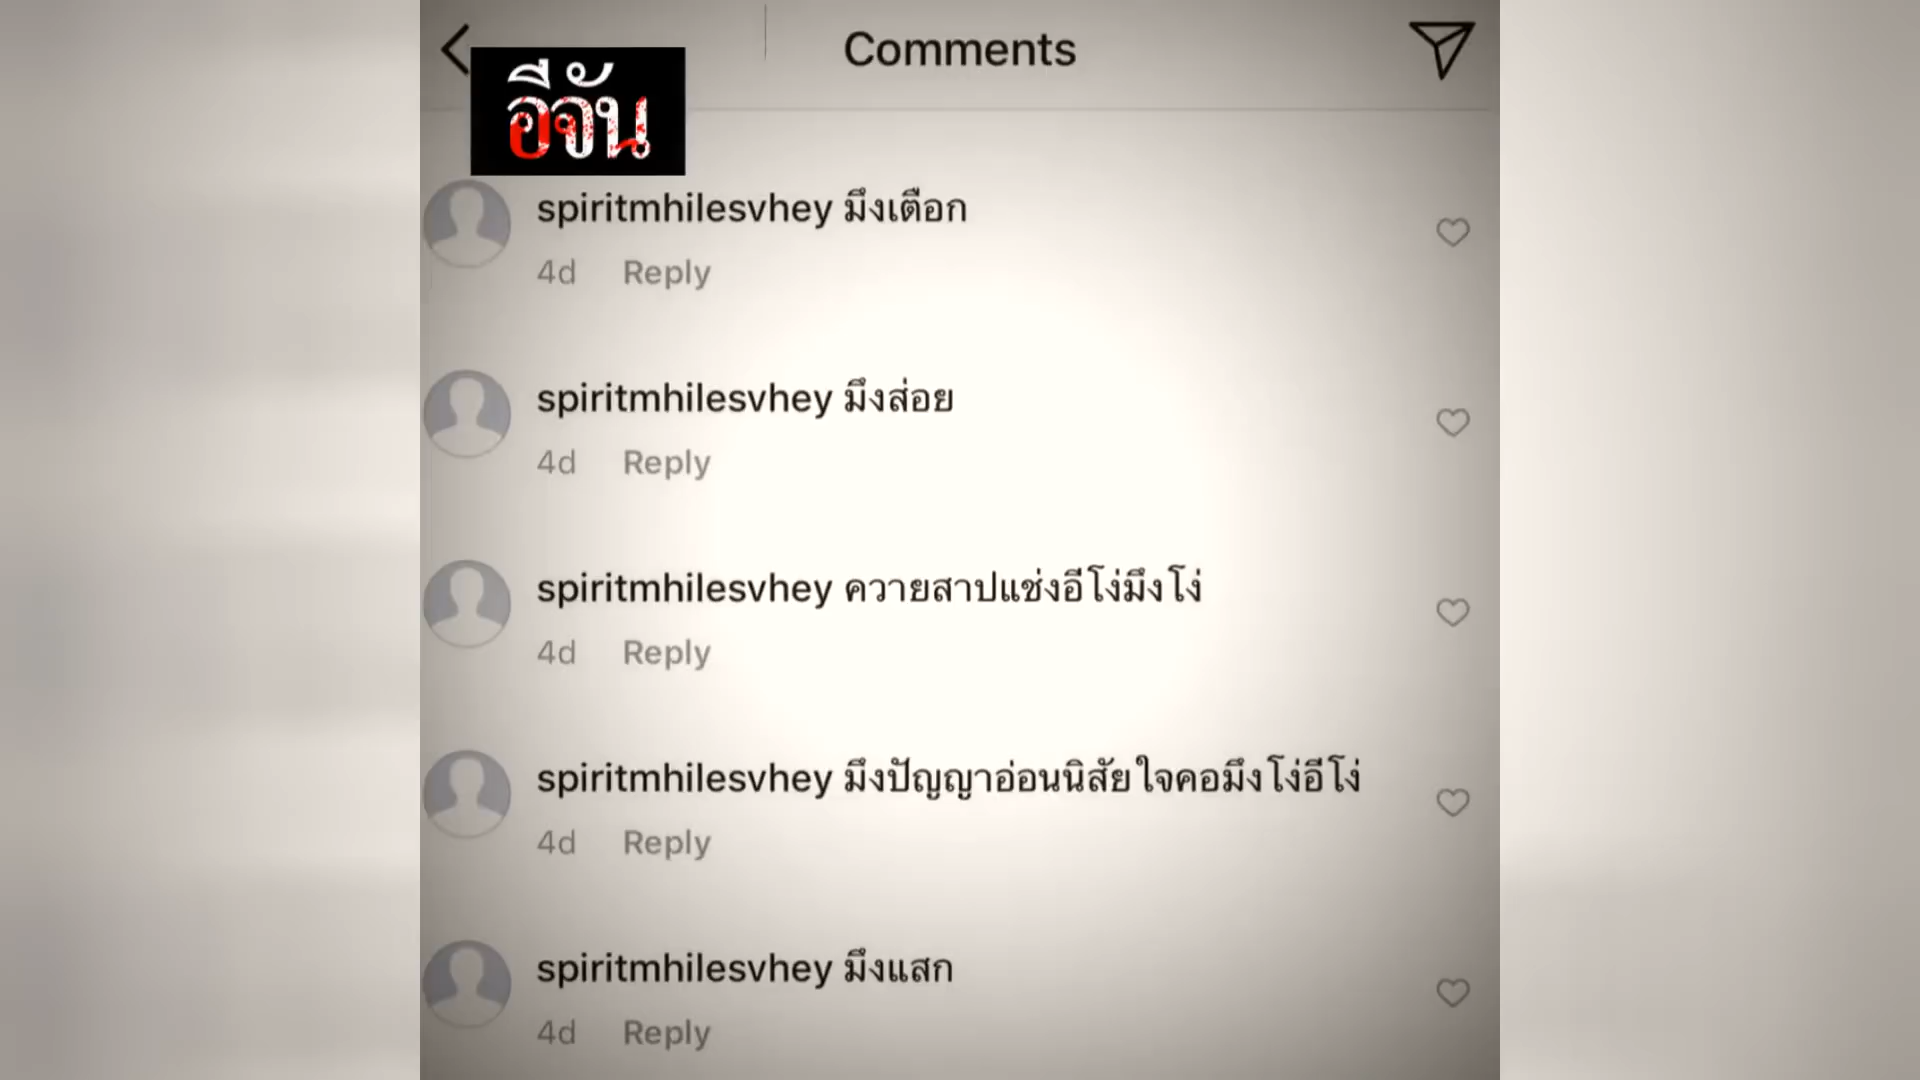 Comments
อีจัน
spiritmhilesvhey มึงเตือก
4d Reply
spiritmhilesvhey มึงส่อย
4d Reply
spiritmhilesvhey ควายสาปแช่งอีโง่มึงโง่
4d Reply
spiritmhilesvhey มึงปัญญาอ่อนนิสัยใจคอมึงโง่อีโง่
4d Reply
spiritmhilesvhey มึงแสก
4d Reply